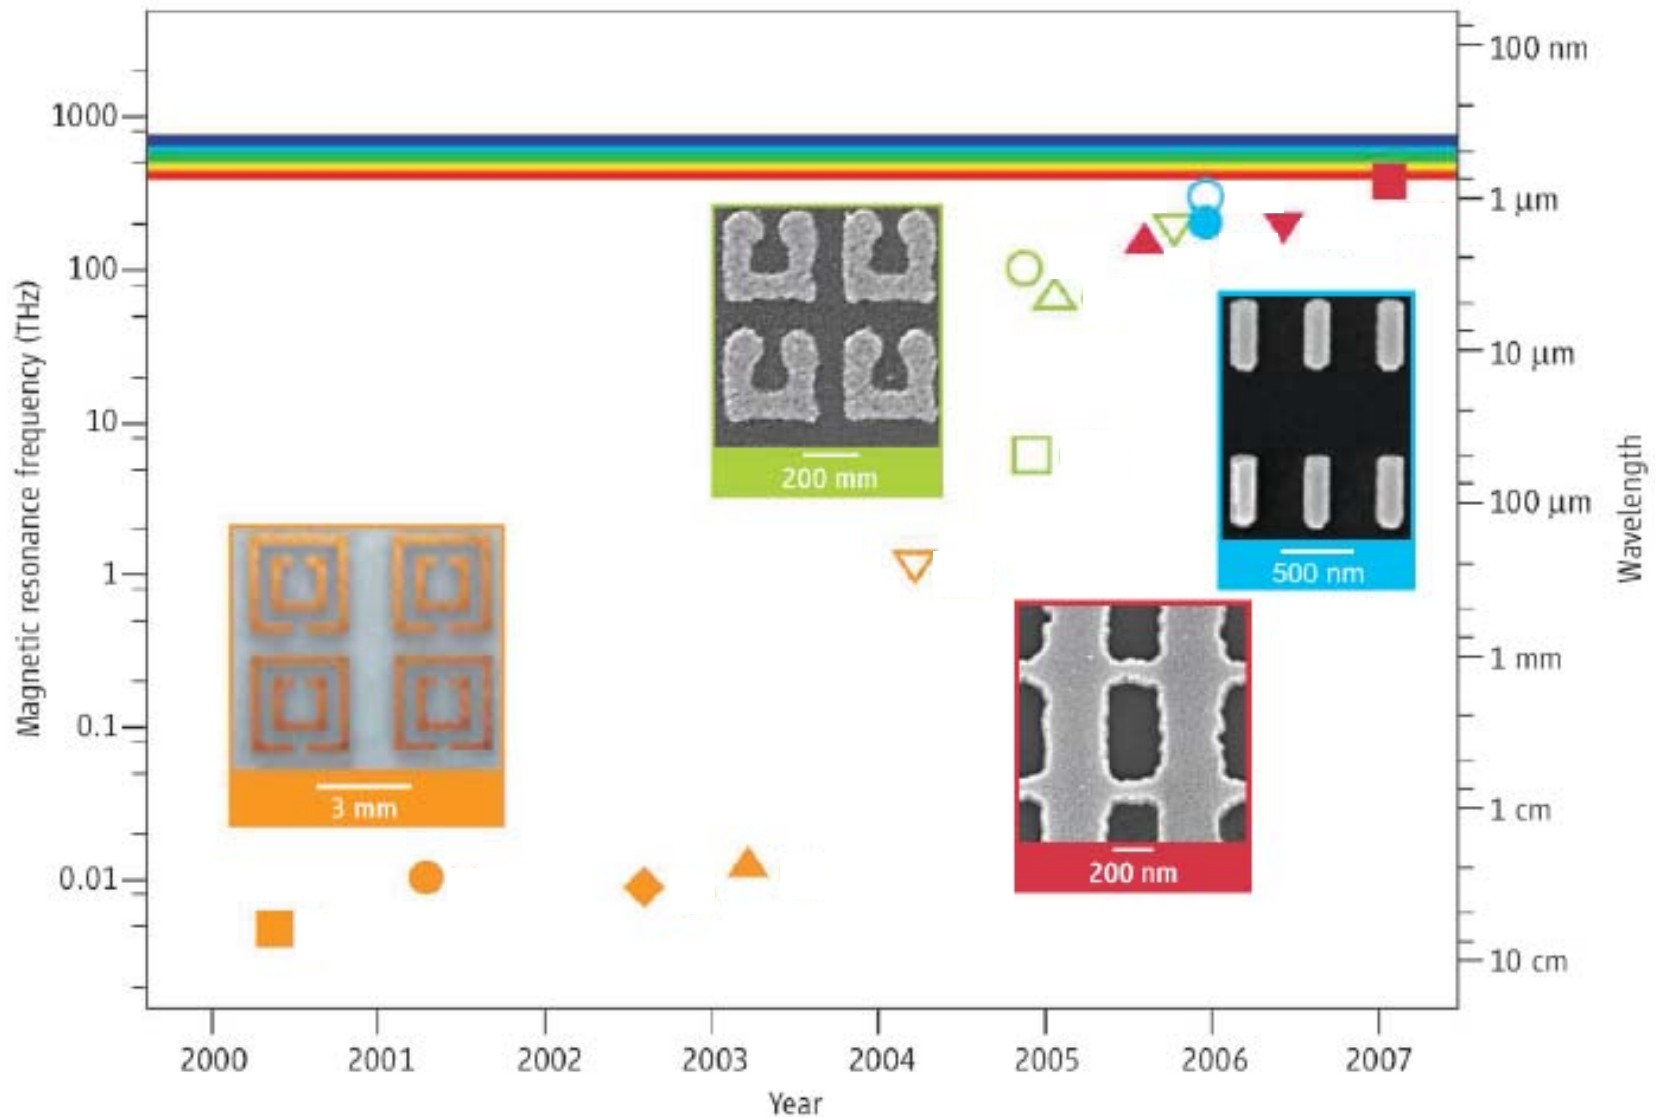 Magnetic resonance frequency (THz)
1000
100
10
1
0.1
0.01
100 nm
1 μm
10 μm
100 μm
1 mm
1 cm
10 cm
Wavelength
200 mm
500 nm
3 mm
200 nm
2000 2001 2002 2003 2004 2005 2006 2007
Year